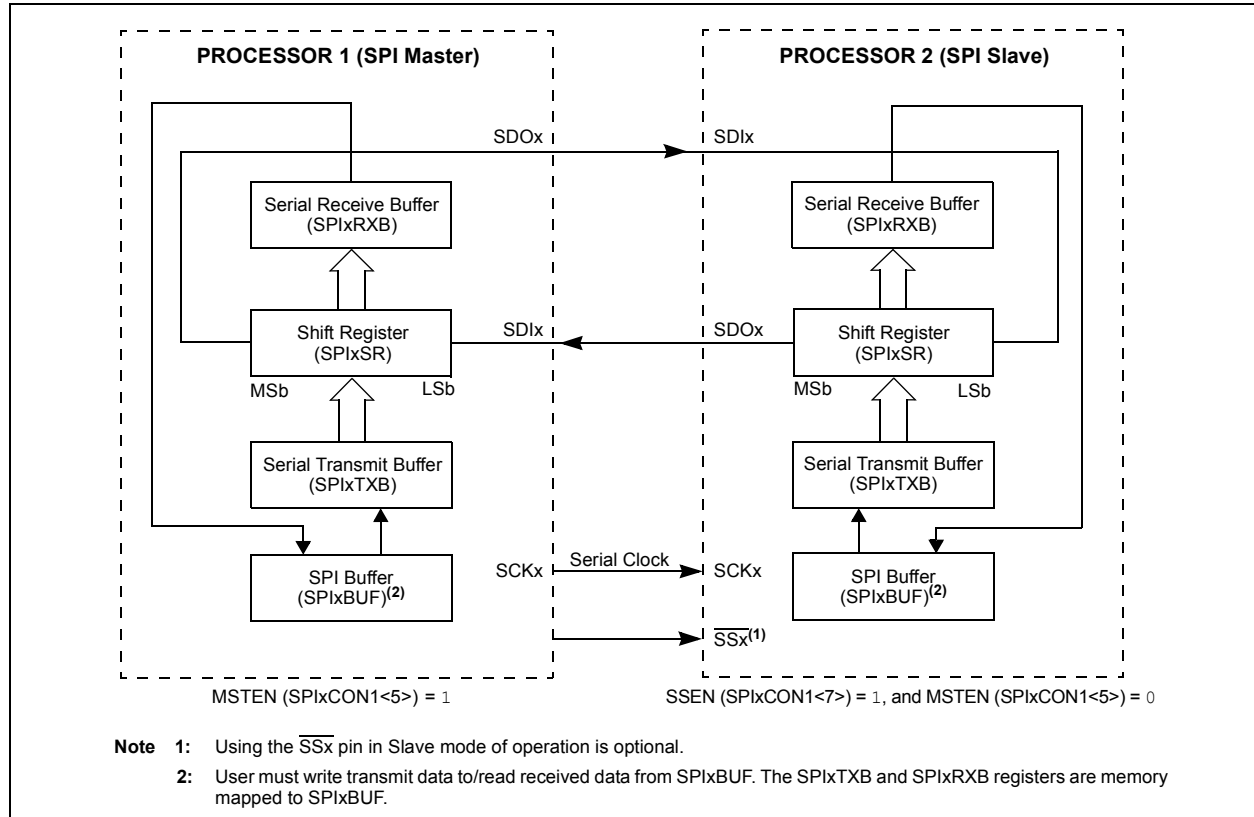 PROCESSOR 1 (SPI Master)
PROCESSOR 2 (SPI Slave)
SDOx
SDIx
Serial Receive Buffer
(SPIxRXB)
Serial Receive Buffer
(SPIxRXB)
Shift Register
(SPIxSR)
SDIx
SDOx
Shift Register
(SPIxSR)
MSb
LSb
MSb
LSb
Serial Transmit Buffer
(SPIxTXB)
Serial Transmit Buffer
(SPIxTXB)
SPI Buffer
(SPIxBUF)(2)
SCKx
Serial Clock
SCKx
SPI Buffer
(SPIxBUF)(2)
SSx(1)
MSTEN (SPIxCON1<5>) = 1
SSEN (SPIxCON1<7>) = 1, and MSTEN (SPIxCON1<5>) = 0
Note 1: Using the SSx pin in Slave mode of operation is optional.
2: User must write transmit data to/read received data from SPIxBUF. The SPIxTXB and SPIxRXB registers are memory
mapped to SPIxBUF.